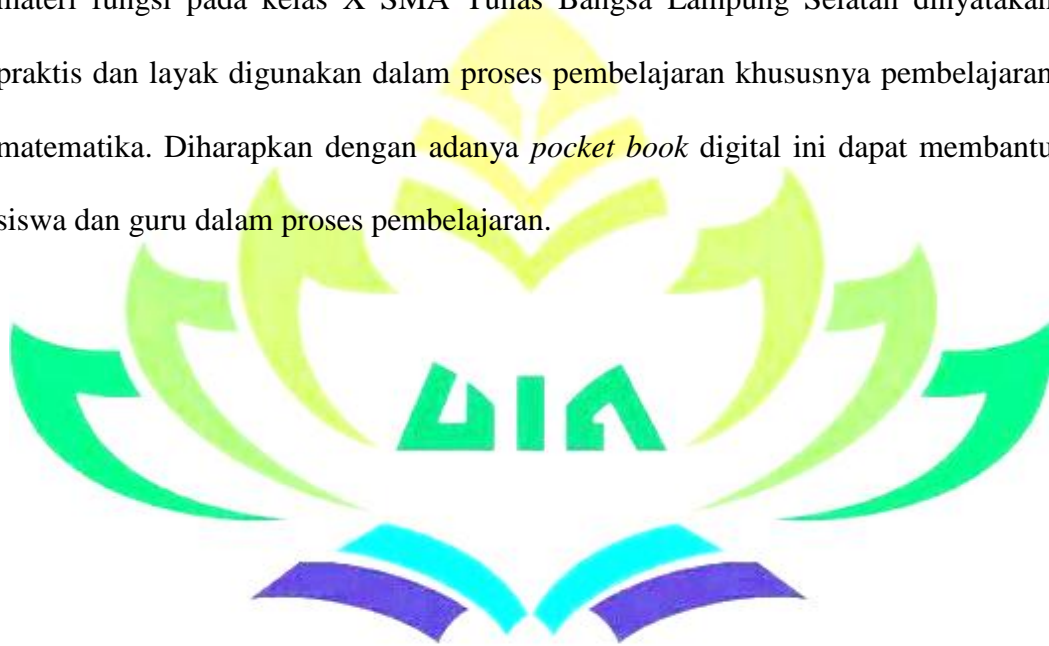 materi fungsi pada kelas X SMA Tunas Bangsa Lampung Selatan dinyatakan
praktis dan layak digunakan dalam proses pembelajaran khususnya pembelajaran
matematika. Diharapkan dengan adanya pocket book digital ini dapat membantu
siswa dan guru dalam proses pembelajaran.
UIN